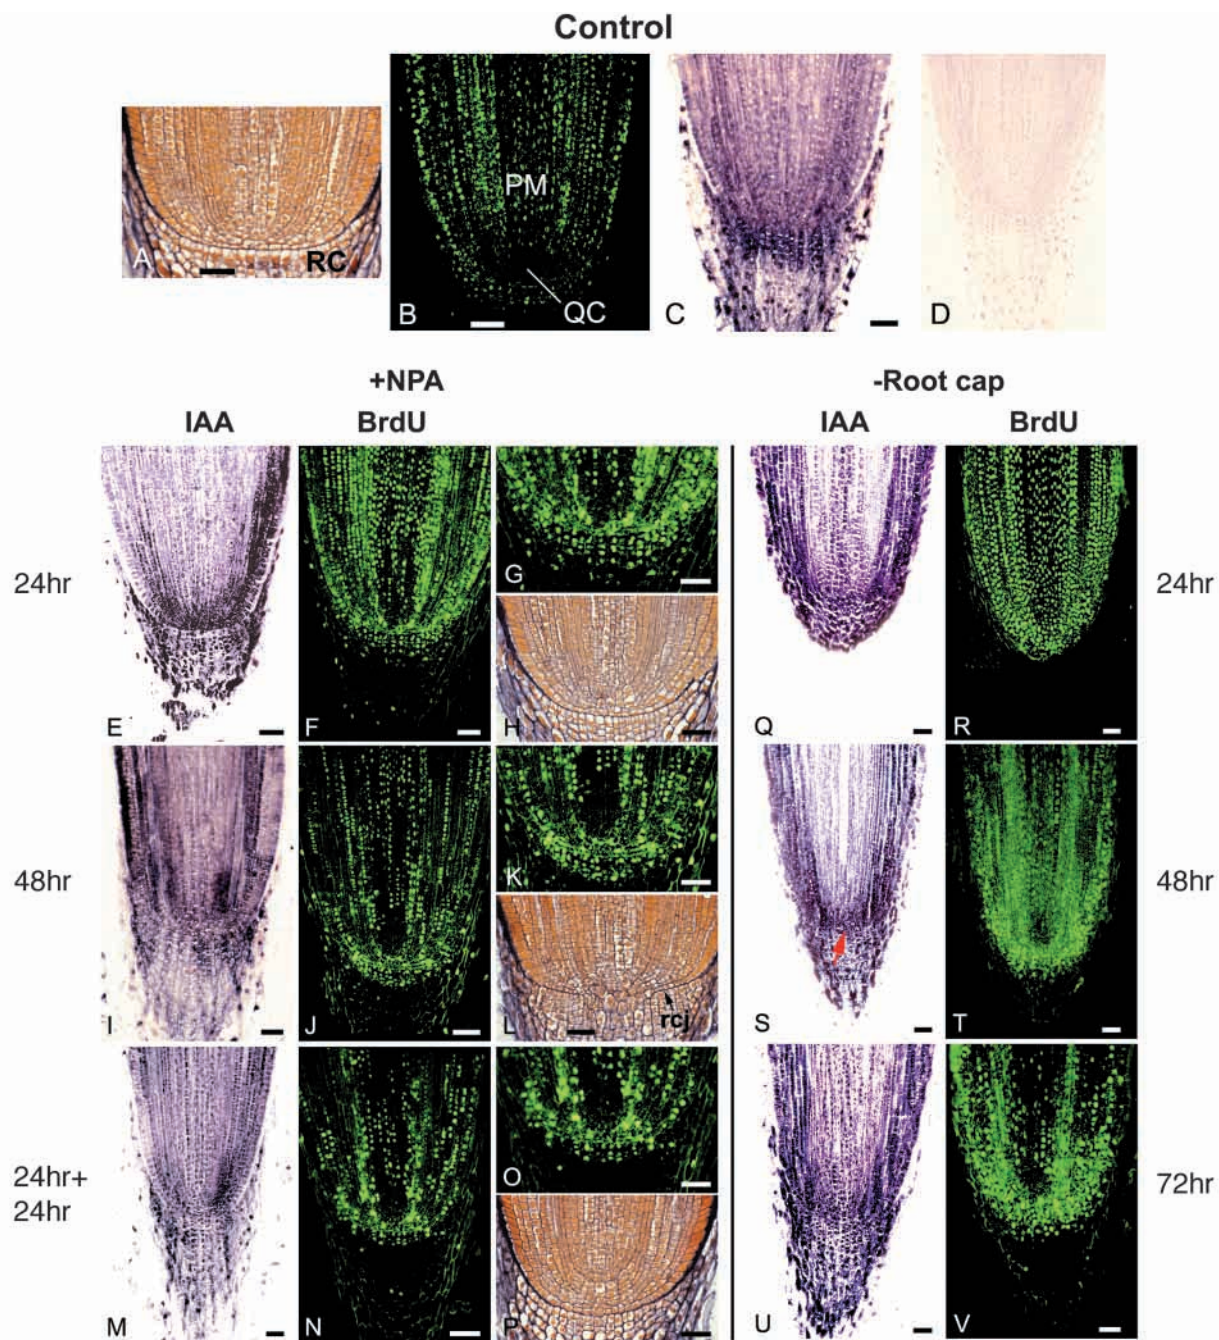 Control
A
RC
B
PM
QC
C
D
+NPA
-Root cap
IAA
BrdU
IAA
BrdU
24hr
E
F
G
H
Q
R
24hr
48hr
I
J
K
L
rcj
S
T
48hr
24hr+
24hr
M
N
O
P
U
V
72hr